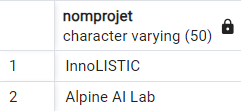 nomprojet
character varying (50)
1 InnoLISTIC
2 Alpine AI Lab